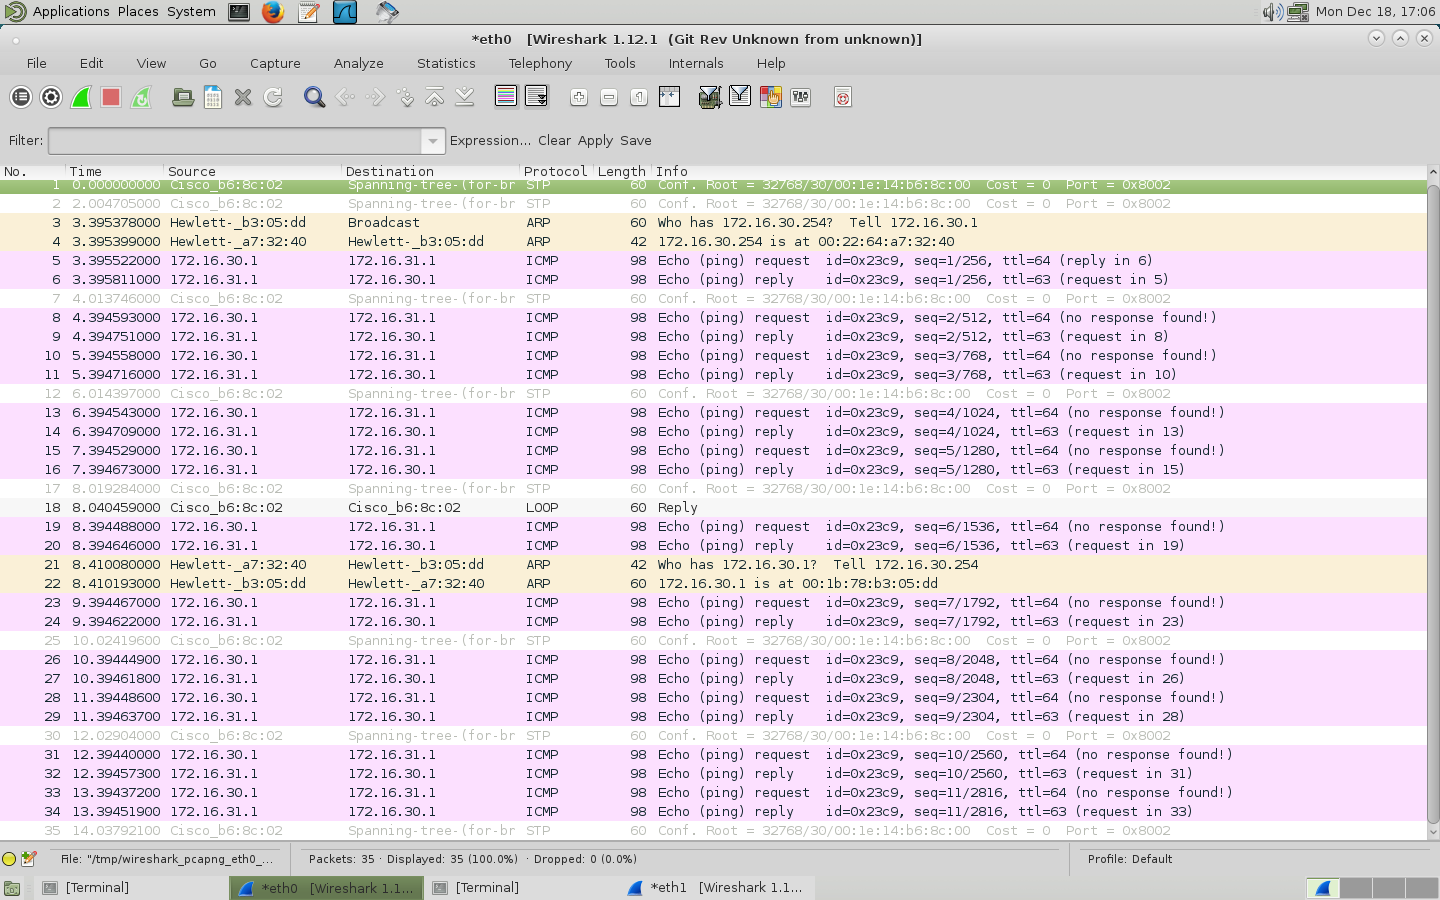 Applications Places System Mon Dec 18, 17:06
*eth0 [Wireshark 1.12.1 (Git Rev Unknown from unknown)]
File Edit View Go Capture Analyze Statistics Telephony Tools Internals Help
Filter: Expression... Clear Apply Save
No. Time Source Destination Protocol Length Info
1 0.000000000 Cisco_b6:8c:02 Spanning-tree-(for-br STP 60 Conf. Root = 32768/30/00:1e:14:b6:8c:00 Cost = 0 Port = 0x8002
2 2.004705000 Cisco_b6:8c:02 Spanning-tree-(for-br STP 60 Conf. Root = 32768/30/00:1e:14:b6:8c:00 Cost = 0 Port = 0x8002
3 3.395378000 Hewlett-_b3:05:dd Broadcast ARP 60 Who has 172.16.30.254? Tell 172.16.30.1
4 3.395399000 Hewlett-_a7:32:40 Hewlett-_b3:05:dd ARP 42 172.16.30.254 is at 00:22:64:a7:32:40
5 3.395522000 172.16.30.1 172.16.31.1 ICMP 98 Echo (ping) request id=0x23c9, seq=1/256, ttl=64 (reply in 6)
6 3.395811000 172.16.31.1 172.16.30.1 ICMP 98 Echo (ping) reply id=0x23c9, seq=1/256, ttl=63 (request in 5)
7 4.013746000 Cisco_b6:8c:02 Spanning-tree-(for-br STP 60 Conf. Root = 32768/30/00:1e:14:b6:8c:00 Cost = 0 Port = 0x8002
8 4.394593000 172.16.30.1 172.16.31.1 ICMP 98 Echo (ping) request id=0x23c9, seq=2/512, ttl=64 (no response found!)
9 4.394751000 172.16.31.1 172.16.30.1 ICMP 98 Echo (ping) reply id=0x23c9, seq=2/512, ttl=63 (request in 8)
10 5.394558000 172.16.30.1 172.16.31.1 ICMP 98 Echo (ping) request id=0x23c9, seq=3/768, ttl=64 (no response found!)
11 5.394716000 172.16.31.1 172.16.30.1 ICMP 98 Echo (ping) reply id=0x23c9, seq=3/768, ttl=63 (request in 10)
12 6.014397000 Cisco_b6:8c:02 Spanning-tree-(for-br STP 60 Conf. Root = 32768/30/00:1e:14:b6:8c:00 Cost = 0 Port = 0x8002
13 6.394543000 172.16.30.1 172.16.31.1 ICMP 98 Echo (ping) request id=0x23c9, seq=4/1024, ttl=64 (no response found!)
14 6.394709000 172.16.31.1 172.16.30.1 ICMP 98 Echo (ping) reply id=0x23c9, seq=4/1024, ttl=63 (request in 13)
15 7.394529000 172.16.30.1 172.16.31.1 ICMP 98 Echo (ping) request id=0x23c9, seq=5/1280, ttl=64 (no response found!)
16 7.394673000 172.16.31.1 172.16.30.1 ICMP 98 Echo (ping) reply id=0x23c9, seq=5/1280, ttl=63 (request in 15)
17 8.019284000 Cisco_b6:8c:02 Spanning-tree-(for-br STP 60 Conf. Root = 32768/30/00:1e:14:b6:8c:00 Cost = 0 Port = 0x8002
18 8.040459000 Cisco_b6:8c:02 Cisco_b6:8c:02 LOOP 60 Reply
19 8.394488000 172.16.30.1 172.16.31.1 ICMP 98 Echo (ping) request id=0x23c9, seq=6/1536, ttl=64 (no response found!)
20 8.394646000 172.16.31.1 172.16.30.1 ICMP 98 Echo (ping) reply id=0x23c9, seq=6/1536, ttl=63 (request in 19)
21 8.410080000 Hewlett-_a7:32:40 Hewlett-_b3:05:dd ARP 42 Who has 172.16.30.1? Tell 172.16.30.254
22 8.410193000 Hewlett-_b3:05:dd Hewlett-_a7:32:40 ARP 60 172.16.30.1 is at 00:1b:78:b3:05:dd
23 9.394467000 172.16.30.1 172.16.31.1 ICMP 98 Echo (ping) request id=0x23c9, seq=7/1792, ttl=64 (no response found!)
24 9.394622000 172.16.31.1 172.16.30.1 ICMP 98 Echo (ping) reply id=0x23c9, seq=7/1792, ttl=63 (request in 23)
25 10.02419600 Cisco_b6:8c:02 Spanning-tree-(for-br STP 60 Conf. Root = 32768/30/00:1e:14:b6:8c:00 Cost = 0 Port = 0x8002
26 10.39444900 172.16.30.1 172.16.31.1 ICMP 98 Echo (ping) request id=0x23c9, seq=8/2048, ttl=64 (no response found!)
27 10.39461800 172.16.31.1 172.16.30.1 ICMP 98 Echo (ping) reply id=0x23c9, seq=8/2048, ttl=63 (request in 26)
28 11.39448600 172.16.30.1 172.16.31.1 ICMP 98 Echo (ping) request id=0x23c9, seq=9/2304, ttl=64 (no response found!)
29 11.39463700 172.16.31.1 172.16.30.1 ICMP 98 Echo (ping) reply id=0x23c9, seq=9/2304, ttl=63 (request in 28)
30 12.02904000 Cisco_b6:8c:02 Spanning-tree-(for-br STP 60 Conf. Root = 32768/30/00:1e:14:b6:8c:00 Cost = 0 Port = 0x8002
31 12.39440000 172.16.30.1 172.16.31.1 ICMP 98 Echo (ping) request id=0x23c9, seq=10/2560, ttl=64 (no response found!)
32 12.39457300 172.16.31.1 172.16.30.1 ICMP 98 Echo (ping) reply id=0x23c9, seq=10/2560, ttl=63 (request in 31)
33 13.39437200 172.16.30.1 172.16.31.1 ICMP 98 Echo (ping) request id=0x23c9, seq=11/2816, ttl=64 (no response found!)
34 13.39451900 172.16.31.1 172.16.30.1 ICMP 98 Echo (ping) reply id=0x23c9, seq=11/2816, ttl=63 (request in 33)
35 14.03792100 Cisco_b6:8c:02 Spanning-tree-(for-br STP 60 Conf. Root = 32768/30/00:1e:14:b6:8c:00 Cost = 0 Port = 0x8002
File: "/tmp/wireshark_pcapng_eth0_... Packets: 35 · Displayed: 35 (100.0%) · Dropped: 0 (0.0%) Profile: Default
[Terminal] *eth0 [Wireshark 1.1... [Terminal] *eth1 [Wireshark 1.1...